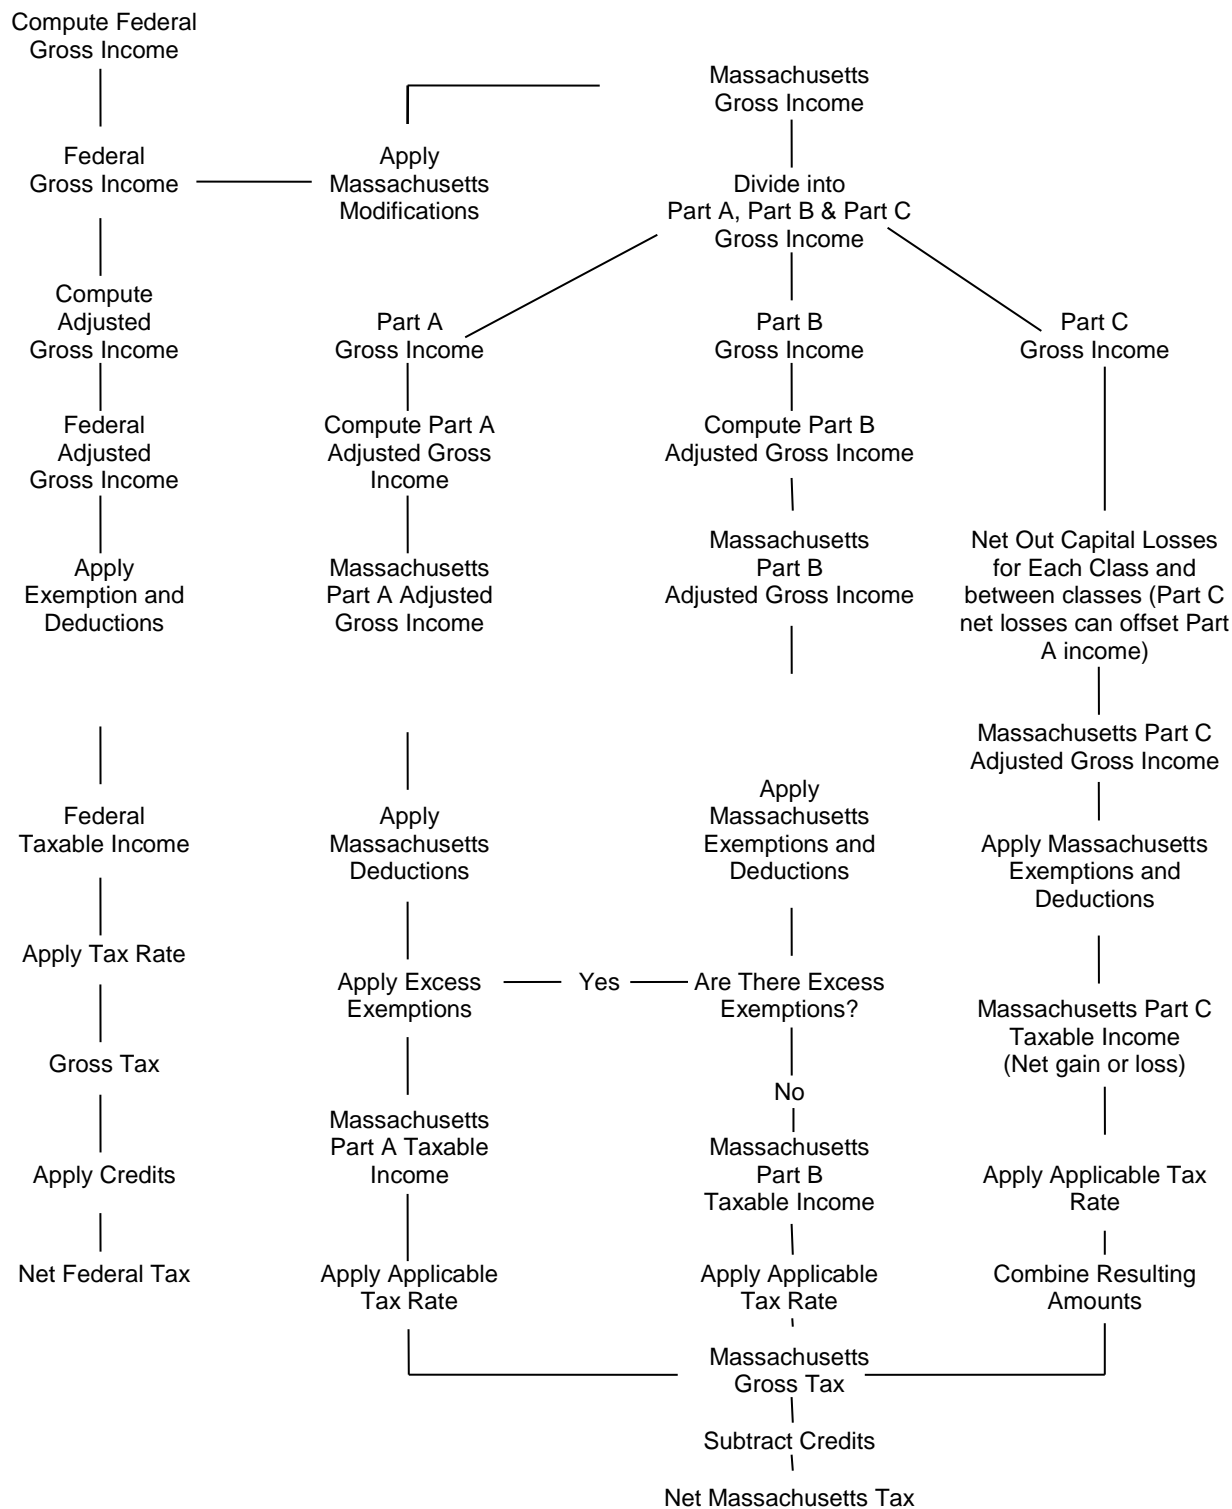 Compute Federal
Gross Income
Massachusetts
Gross Income
Federal
Gross Income
Apply
Massachusetts
Modifications
Divide into
Part A, Part B & Part C
Gross Income
Compute
Adjusted
Gross Income
Part A
Gross Income
Part B
Gross Income
Part C
Gross Income
Federal
Adjusted
Gross Income
Compute Part A
Adjusted Gross
Income
Compute Part B
Adjusted Gross Income
Apply
Exemption and
Deductions
Massachusetts
Part A Adjusted
Gross Income
Massachusetts
Part B
Adjusted Gross Income
Net Out Capital Losses
for Each Class and
between classes (Part C
net losses can offset Part
A income)
Massachusetts Part C
Adjusted Gross Income
Federal
Taxable Income
Apply
Massachusetts
Deductions
Apply
Massachusetts
Exemptions and
Deductions
Apply Massachusetts
Exemptions and
Deductions
Apply Tax Rate
Apply Excess
Exemptions
Yes
Are There Excess
Exemptions?
Massachusetts Part C
Taxable Income
(Net gain or loss)
Gross Tax
No
Massachusetts
Part A Taxable
Income
Massachusetts
Part B
Taxable Income
Apply Credits
Apply Applicable Tax
Rate
Net Federal Tax
Apply Applicable
Tax Rate
Apply Applicable
Tax Rate
Combine Resulting
Amounts
Massachusetts
Gross Tax
Subtract Credits
Net Massachusetts Tax